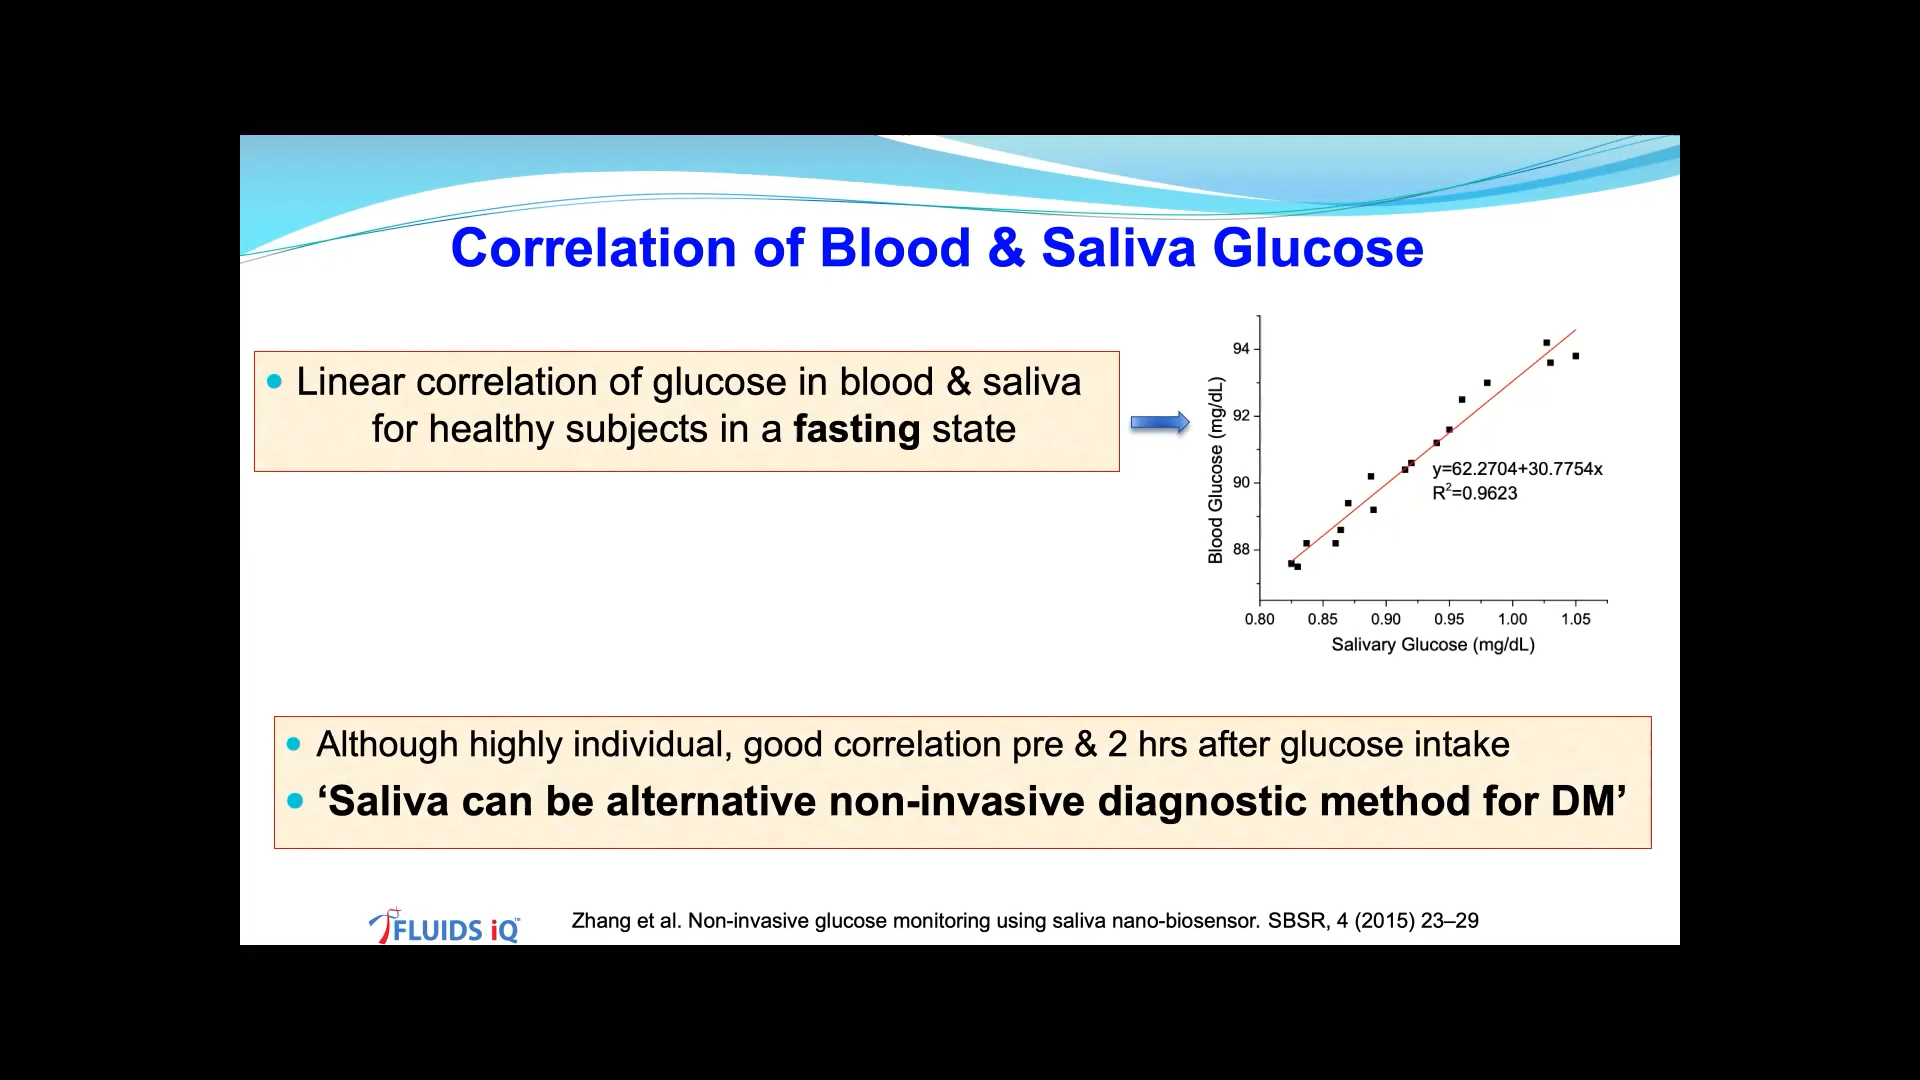 Correlation of Blood & Saliva Glucose
• Linear correlation of glucose in blood & saliva
for healthy subjects in a fasting state
94
92
90
88
Blood Glucose (mg/dL)
y=62.2704+30.7754x
R²=0.9623
0.80 0.85 0.90 0.95 1.00 1.05
Salivary Glucose (mg/dL)
• Although highly individual, good correlation pre & 2 hrs after glucose intake
• ‘Saliva can be alternative non-invasive diagnostic method for DM’
FLUIDS iQ™
Zhang et al. Non-invasive glucose monitoring using saliva nano-biosensor. SBSR, 4 (2015) 23–29